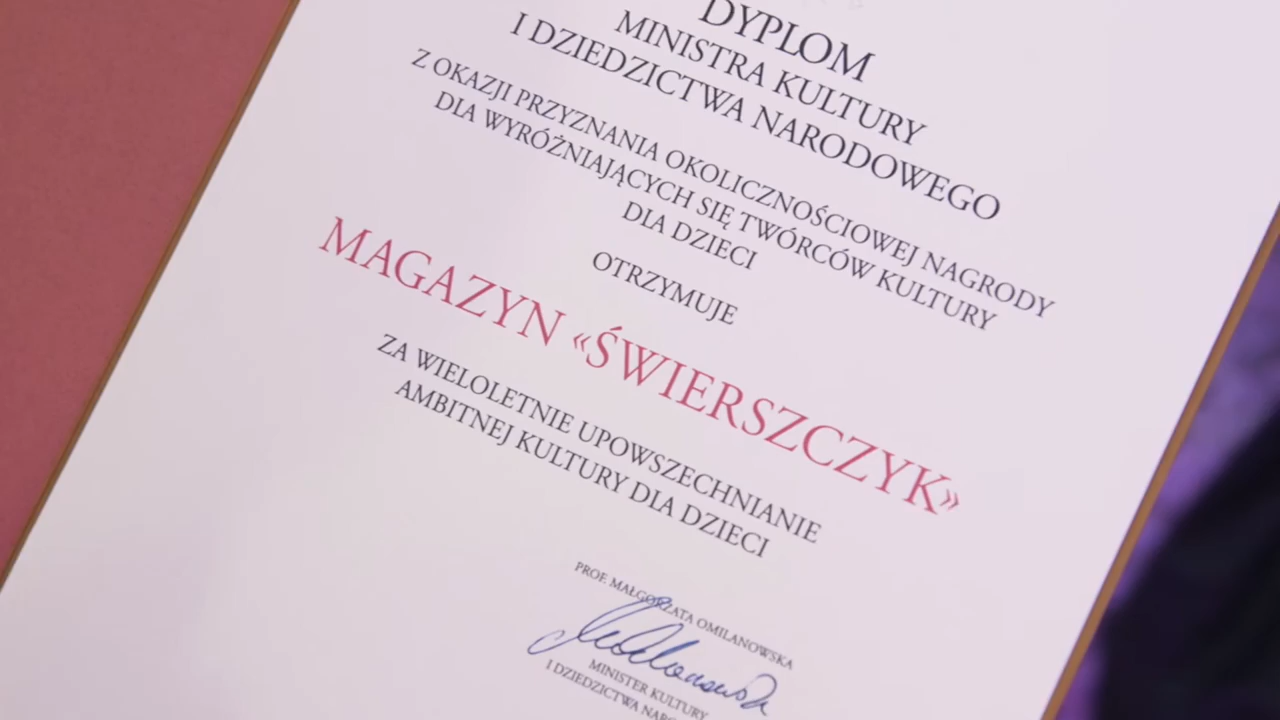 DYPLOM
MINISTRA KULTURY
I DZIEDZICTWA NARODOWEGO
Z OKAZJI PRZYZNANIA OKOLICZNOŚCIOWEJ NAGRODY
DLA WYRÓŻNIAJĄCYCH SIĘ TWÓRCÓW KULTURY
DLA DZIECI
OTRZYMUJE
MAGAZYN «ŚWIERSZCZYK»
ZA WIELOLETNIE UPOWSZECHNIANIE
AMBITNEJ KULTURY DLA DZIECI
PROF. MAŁGORZATA OMILANOWSKA
MINISTER KULTURY
I DZIEDZICTWA